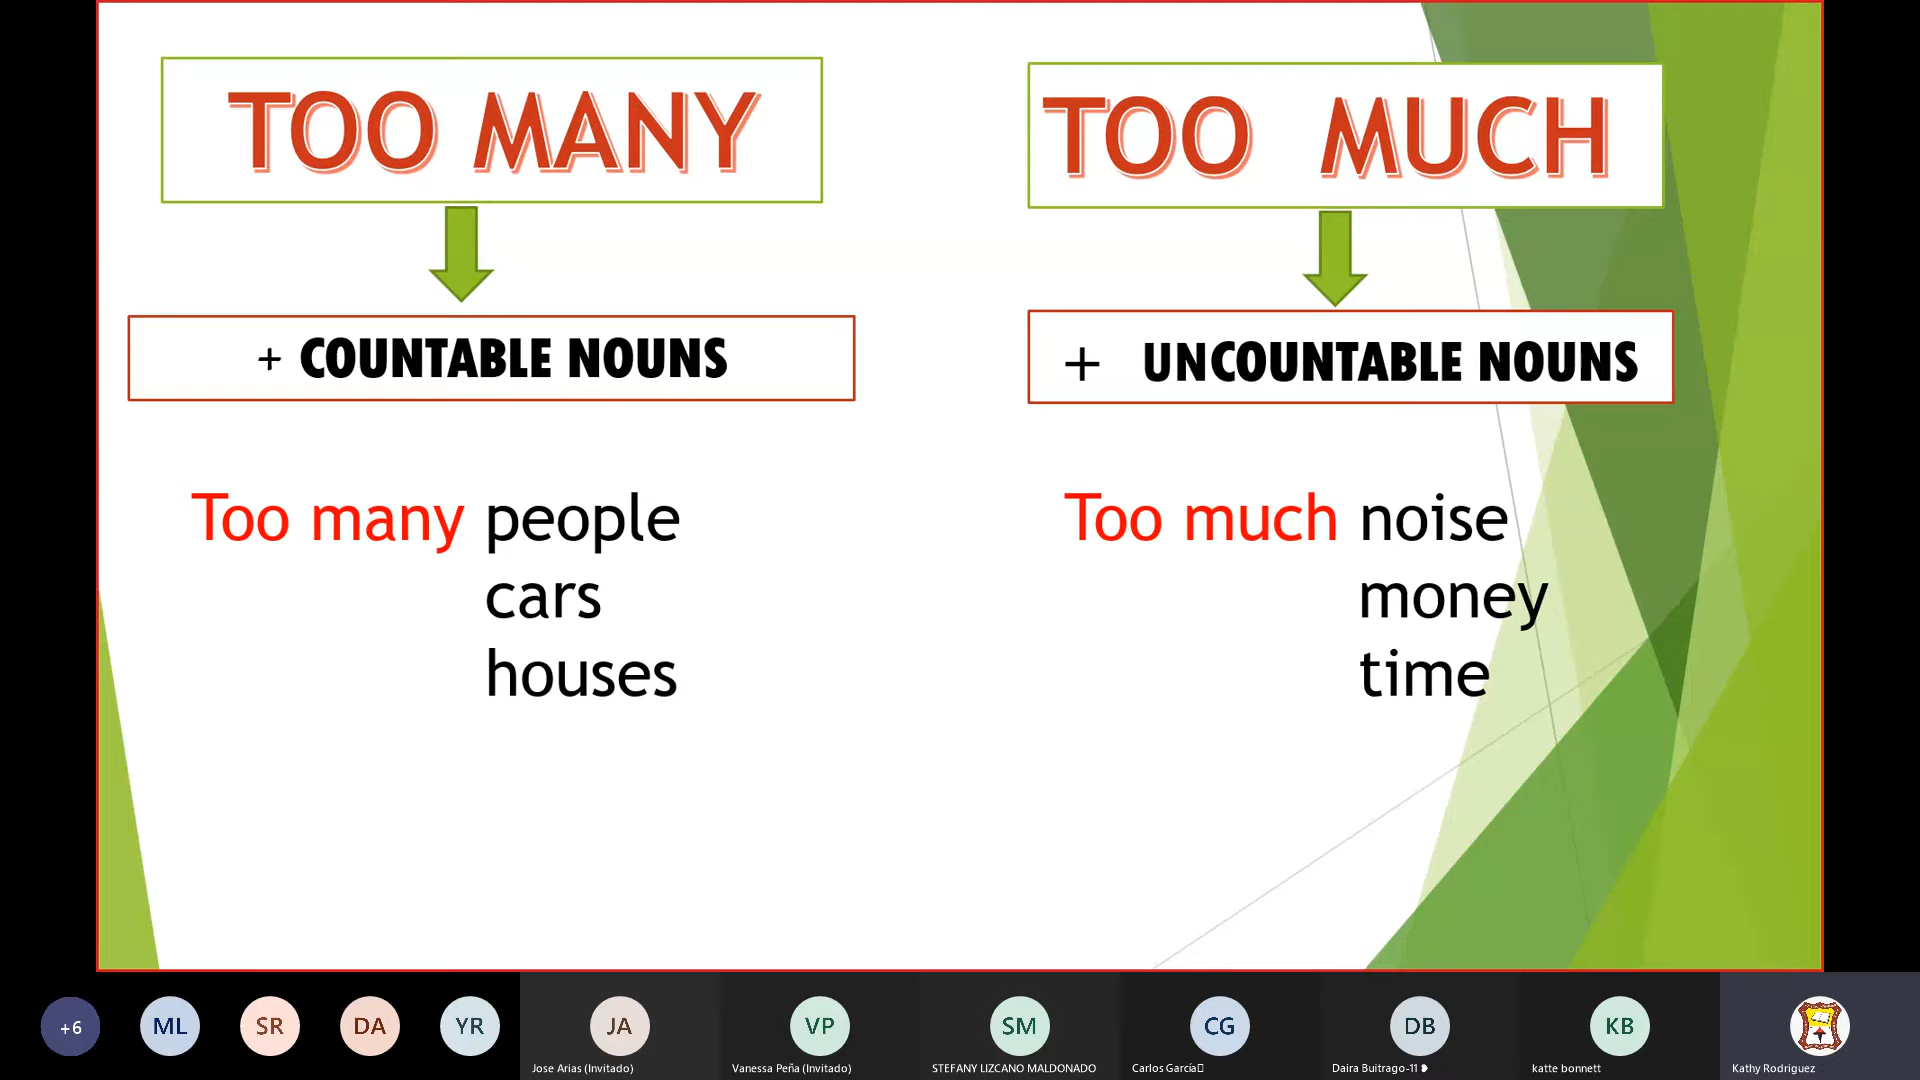 TOO MANY
TOO MUCH
+ COUNTABLE NOUNS
+ UNCOUNTABLE NOUNS
Too many people
cars
houses
Too much noise
money
time
+6
ML
SR
DA
YR
JA
VP
SM
CG
DB
KB
Jose Arias (Invitado)
Vanessa Peña (Invitado)
STEFANY LIZCANO MALDONADO
Carlos García
Daira Buitrago-11 ❥
katte bonnett
Kathy Rodriguez